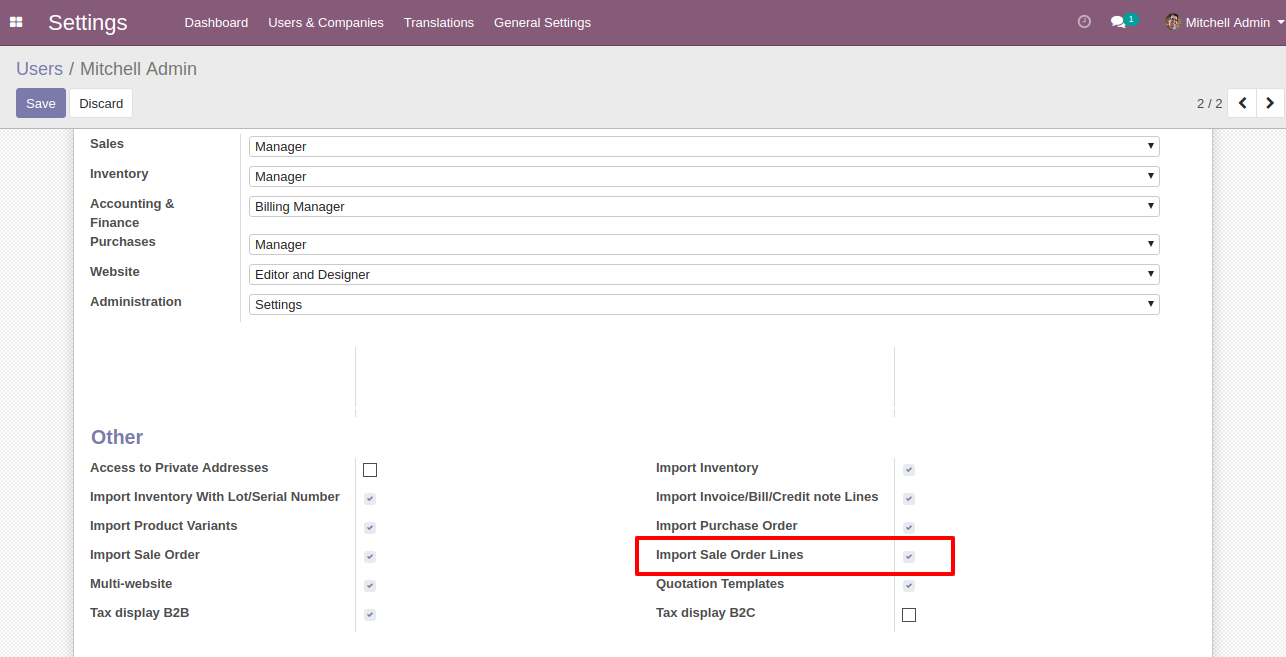 Settings Dashboard Users & Companies Translations General Settings 1 Mitchell Admin
Users / Mitchell Admin
Save Discard 2 / 2
Sales Manager
Inventory Manager
Accounting & Finance Billing Manager
Purchases Manager
Website Editor and Designer
Administration Settings
Other
Access to Private Addresses Import Inventory
Import Inventory With Lot/Serial Number Import Invoice/Bill/Credit note Lines
Import Product Variants Import Purchase Order
Import Sale Order Import Sale Order Lines
Multi-website Quotation Templates
Tax display B2B Tax display B2C